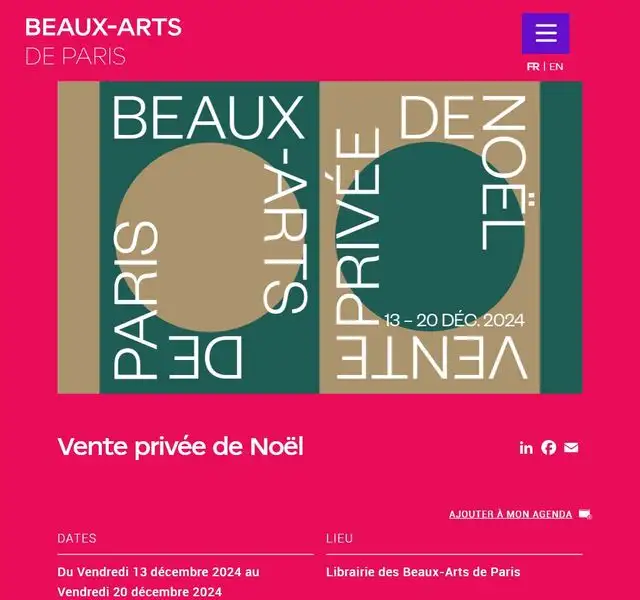 BEAUX-ARTS
DE PARIS
FR | EN
BEAUX
-ARTS
DE
PARIS
VENTE
PRIVÉE
DE
NOËL
13 – 20 DÉC. 2024
Vente privée de Noël
AJOUTER À MON AGENDA
DATES
Du Vendredi 13 décembre 2024 au
Vendredi 20 décembre 2024
LIEU
Librairie des Beaux-Arts de Paris